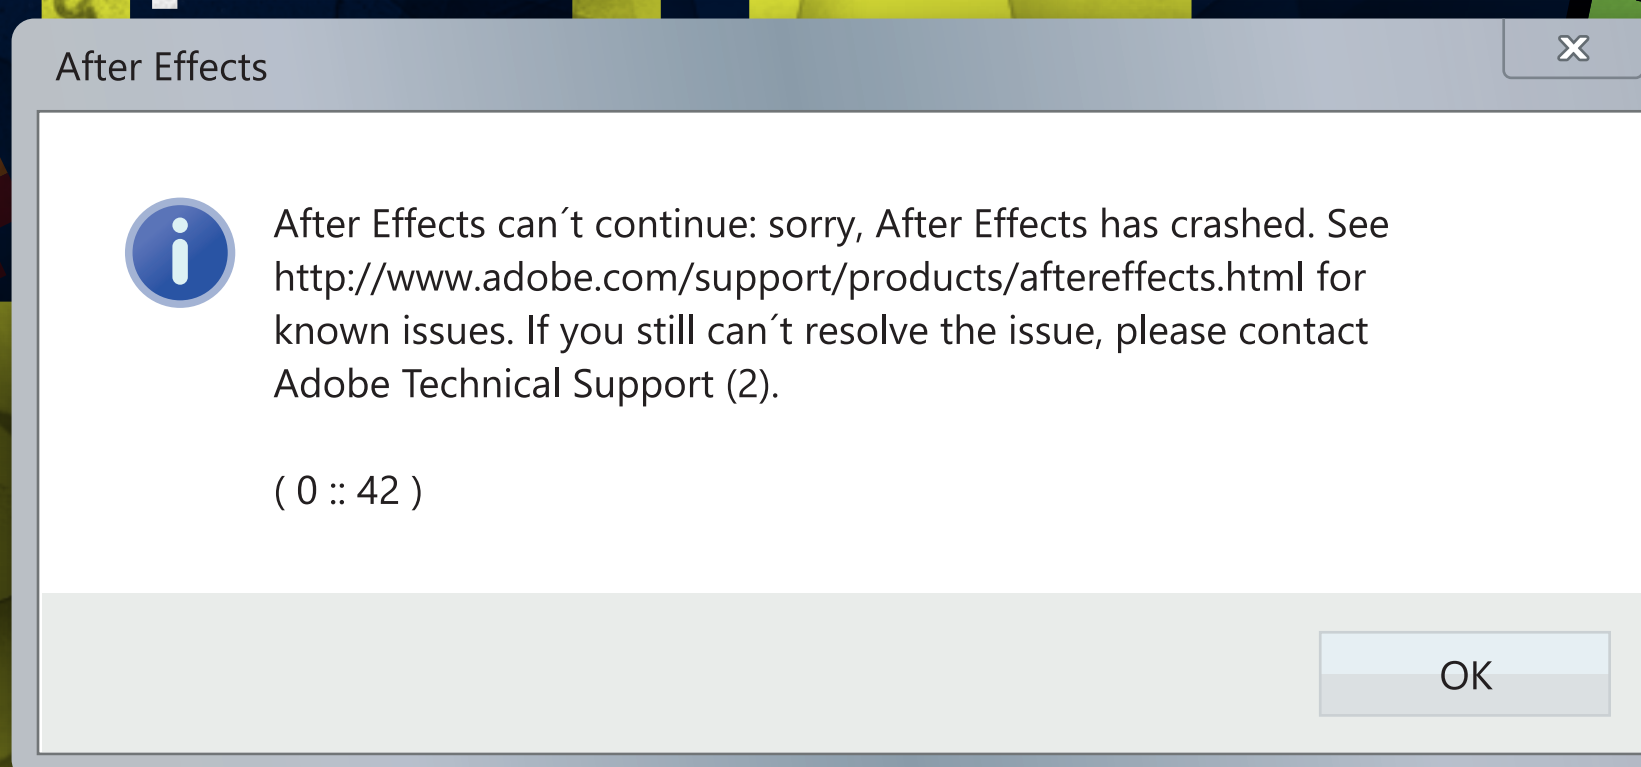 After Effects
After Effects can´t continue: sorry, After Effects has crashed. See
http://www.adobe.com/support/products/aftereffects.html for
known issues. If you still can´t resolve the issue, please contact
Adobe Technical Support (2).
( 0 :: 42 )
OK